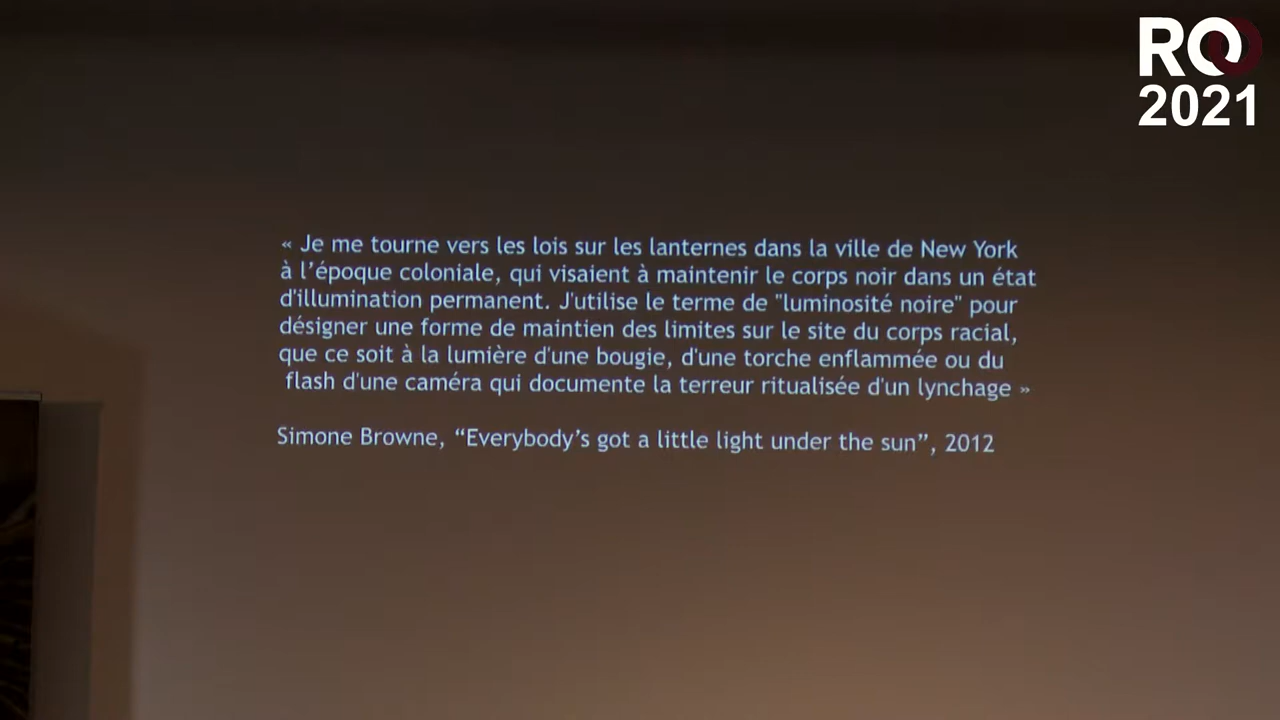 RO
2021
« Je me tourne vers les lois sur les lanternes dans la ville de New York
à l’époque coloniale, qui visaient à maintenir le corps noir dans un état
d'illumination permanent. J'utilise le terme de "luminosité noire" pour
désigner une forme de maintien des limites sur le site du corps racial,
que ce soit à la lumière d'une bougie, d'une torche enflammée ou du
flash d'une caméra qui documente la terreur ritualisée d'un lynchage »
Simone Browne, “Everybody’s got a little light under the sun”, 2012